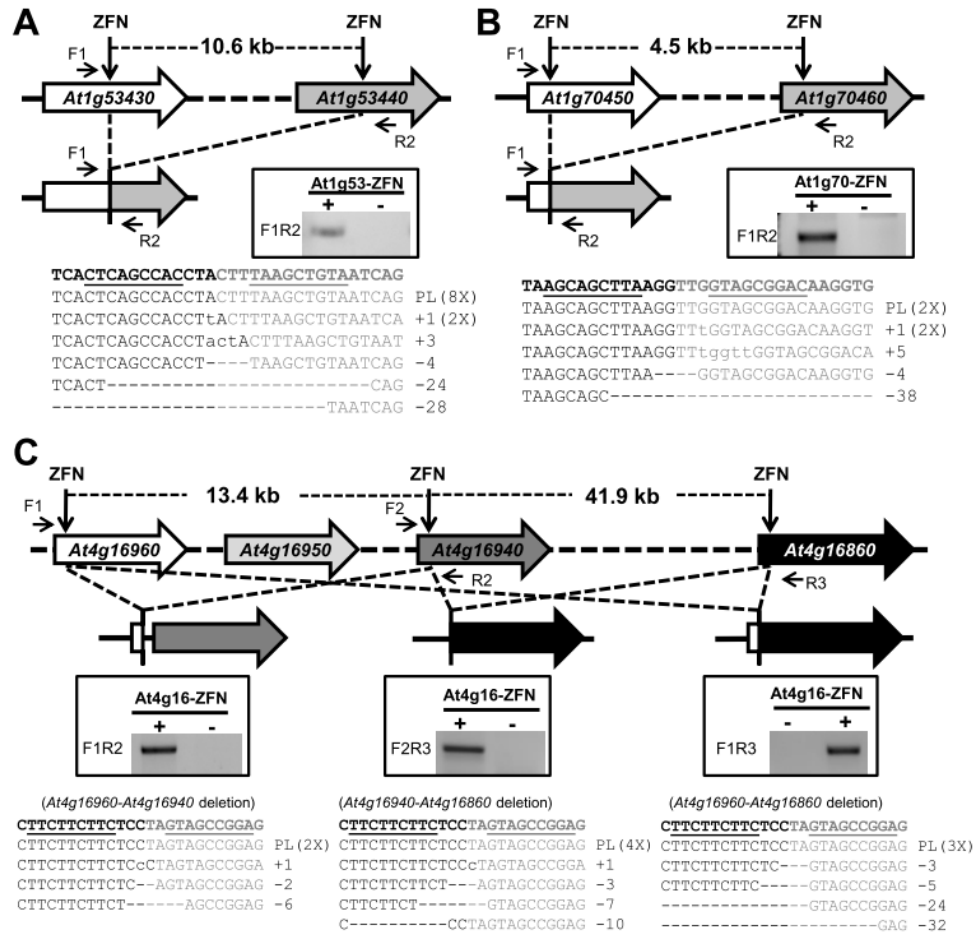 A
ZFN
ZFN
10.6 kb
F1
At1g53430
At1g53440
R2
F1
R2
At1g53-ZFN
+ -
F1R2
TCACTCAGCCACCTACTTTAAGCTGTAATCAG
TCACTCAGCCACCTACTTTAAGCTGTAATCAG PL(8X)
TCACTCAGCCACCTtACTTTAAGCTGTAATCA +1(2X)
TCACTCAGCCACCTactACTTTAAGCTGTAAT +3
TCACTCAGCCACCT----TAAGCTGTAATCAG -4
TCACT------------------------CAG -24
-------------------------TAATCAG -28
B
ZFN
ZFN
4.5 kb
F1
At1g70450
At1g70460
R2
F1
R2
At1g70-ZFN
+ -
F1R2
TAAGCAGCTTAAGGTTGGTAGCGGACAAGGTG
TAAGCAGCTTAAGGTTGGTAGCGGACAAGGTG PL(2X)
TAAGCAGCTTAAGGTTtGGTAGCGGACAAGGT +1(2X)
TAAGCAGCTTAAGGTTtggttGGTAGCGGACA +5
TAAGCAGCTTAA----GGTAGCGGACAAGGTG -4
TAAGCAGC------------------------ -38
C
ZFN
ZFN
ZFN
13.4 kb
41.9 kb
F1
F2
At4g16960
At4g16950
At4g16940
At4g16860
R2
R3
At4g16-ZFN
+ -
F1R2
At4g16-ZFN
+ -
F2R3
At4g16-ZFN
- +
F1R3
(At4g16960-At4g16940 deletion)
CTTCTTCTTCTCCTAGTAGCCGGAG
CTTCTTCTTCTCCTAGTAGCCGGAG PL(2X)
CTTCTTCTTCTCcCTAGTAGCCGGA +1
CTTCTTCTTCTC--AGTAGCCGGAG -2
CTTCTTCTTCT------AGCCGGAG -6
(At4g16940-At4g16860 deletion)
CTTCTTCTTCTCCTAGTAGCCGGAG
CTTCTTCTTCTCCTAGTAGCCGGAG PL(4X)
CTTCTTCTTCTCCcTAGTAGCCGGA +1
CTTCTTCTTCT---AGTAGCCGGAG -3
CTTCTTCT-------GTAGCCGGAG -7
C----------CCTAGTAGCCGGAG -10
(At4g16960-At4g16860 deletion)
CTTCTTCTTCTCCTAGTAGCCGGAG
CTTCTTCTTCTCCTAGTAGCCGGAG PL(3X)
CTTCTTCTTCTC---GTAGCCGGAG -3
CTTCTTCTTC-----GTAGCCGGAG -5
---------------GTAGCCGGAG -24
----------------------GAG -32